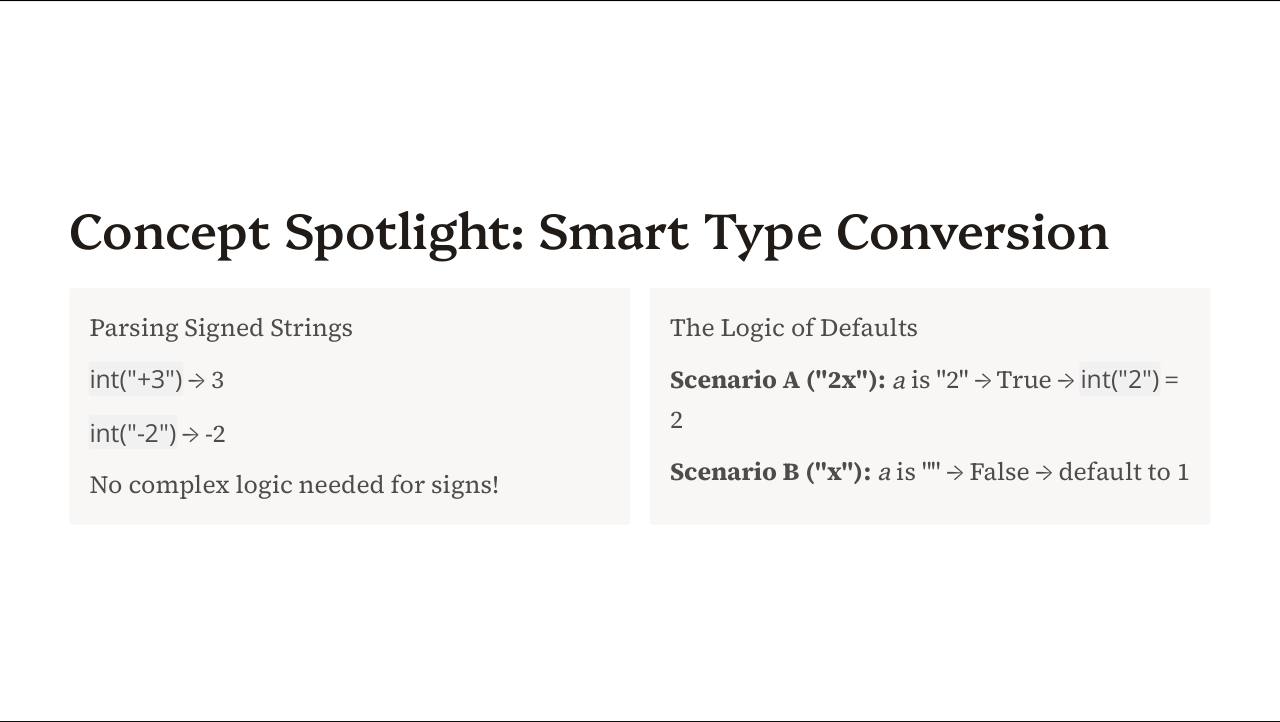 Concept Spotlight: Smart Type Conversion
Parsing Signed Strings
int("+3") → 3
int("-2") → -2
No complex logic needed for signs!
The Logic of Defaults
Scenario A ("2x"): a is "2" → True → int("2") =
2
Scenario B ("x"): a is "" → False → default to 1